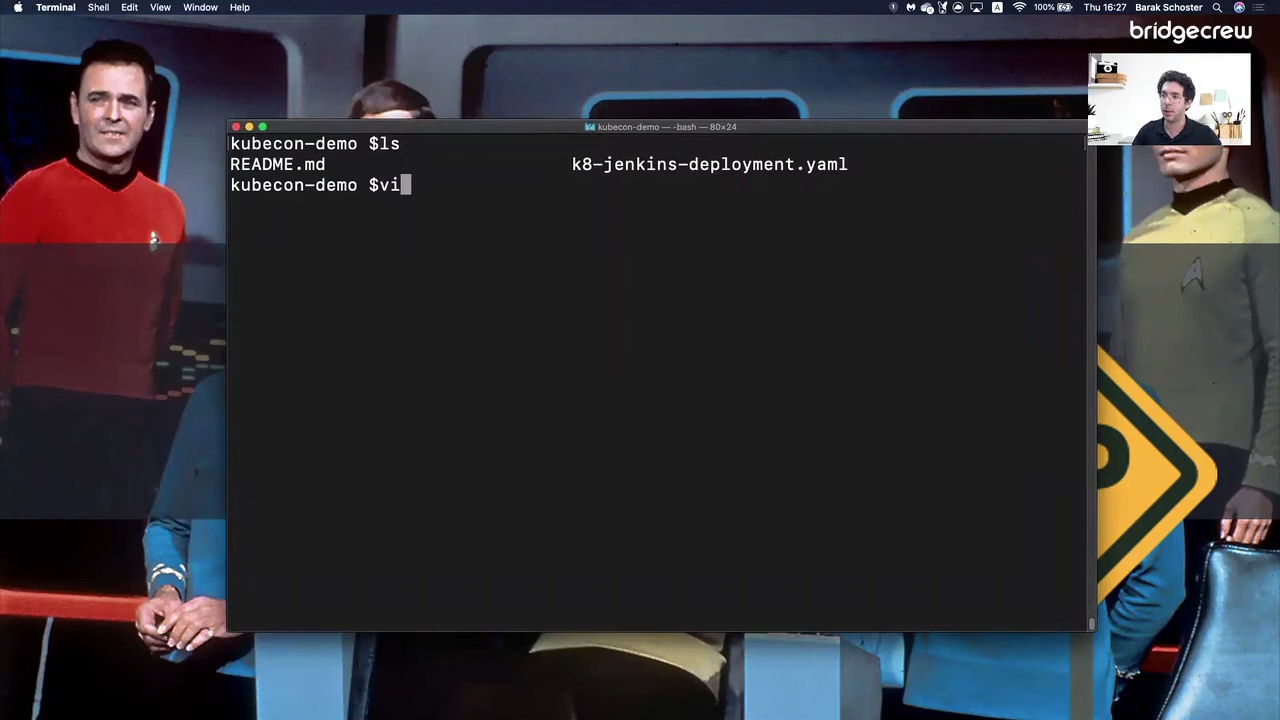 Terminal Shell Edit View Window Help
100% Thu 16:27 Barak Schoster
bridgecrew
kubecon-demo — -bash — 80×24
kubecon-demo $ls
README.md k8-jenkins-deployment.yaml
kubecon-demo $vi